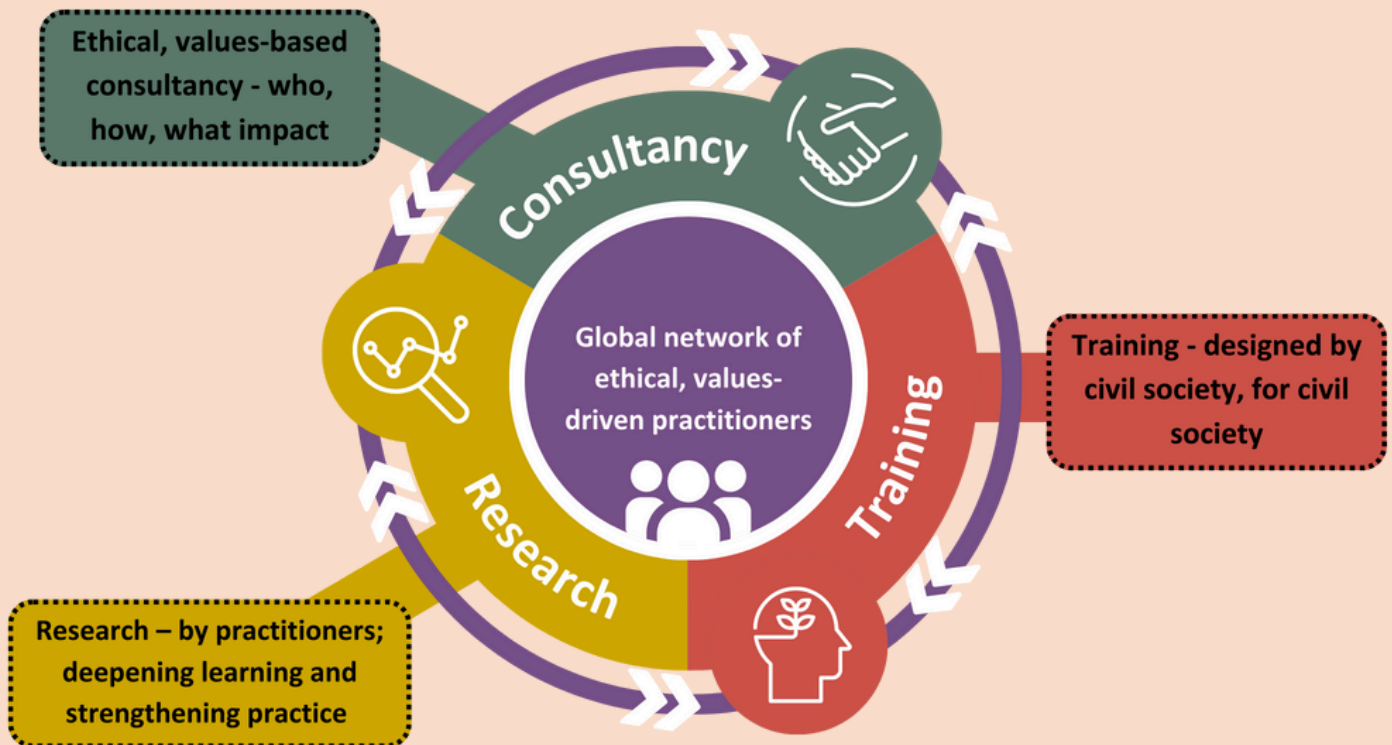 Ethical, values-based
consultancy - who,
how, what impact
Consultancy
Global network of
ethical, values-
driven practitioners
Training
Training - designed by
civil society, for civil
society
Research
Research – by practitioners;
deepening learning and
strengthening practice